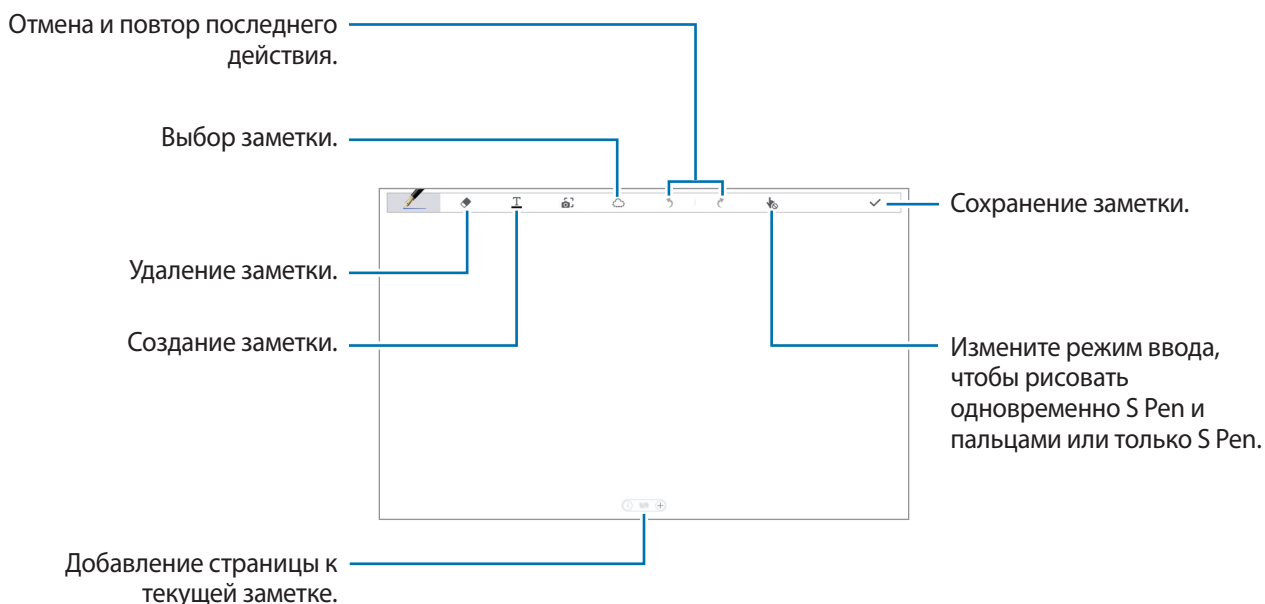 Отмена и повтор последнего
действия.
Выбор заметки.
Удаление заметки.
Создание заметки.
Добавление страницы к
текущей заметке.
Сохранение заметки.
Измените режим ввода,
чтобы рисовать
одновременно S Pen и
пальцами или только S Pen.